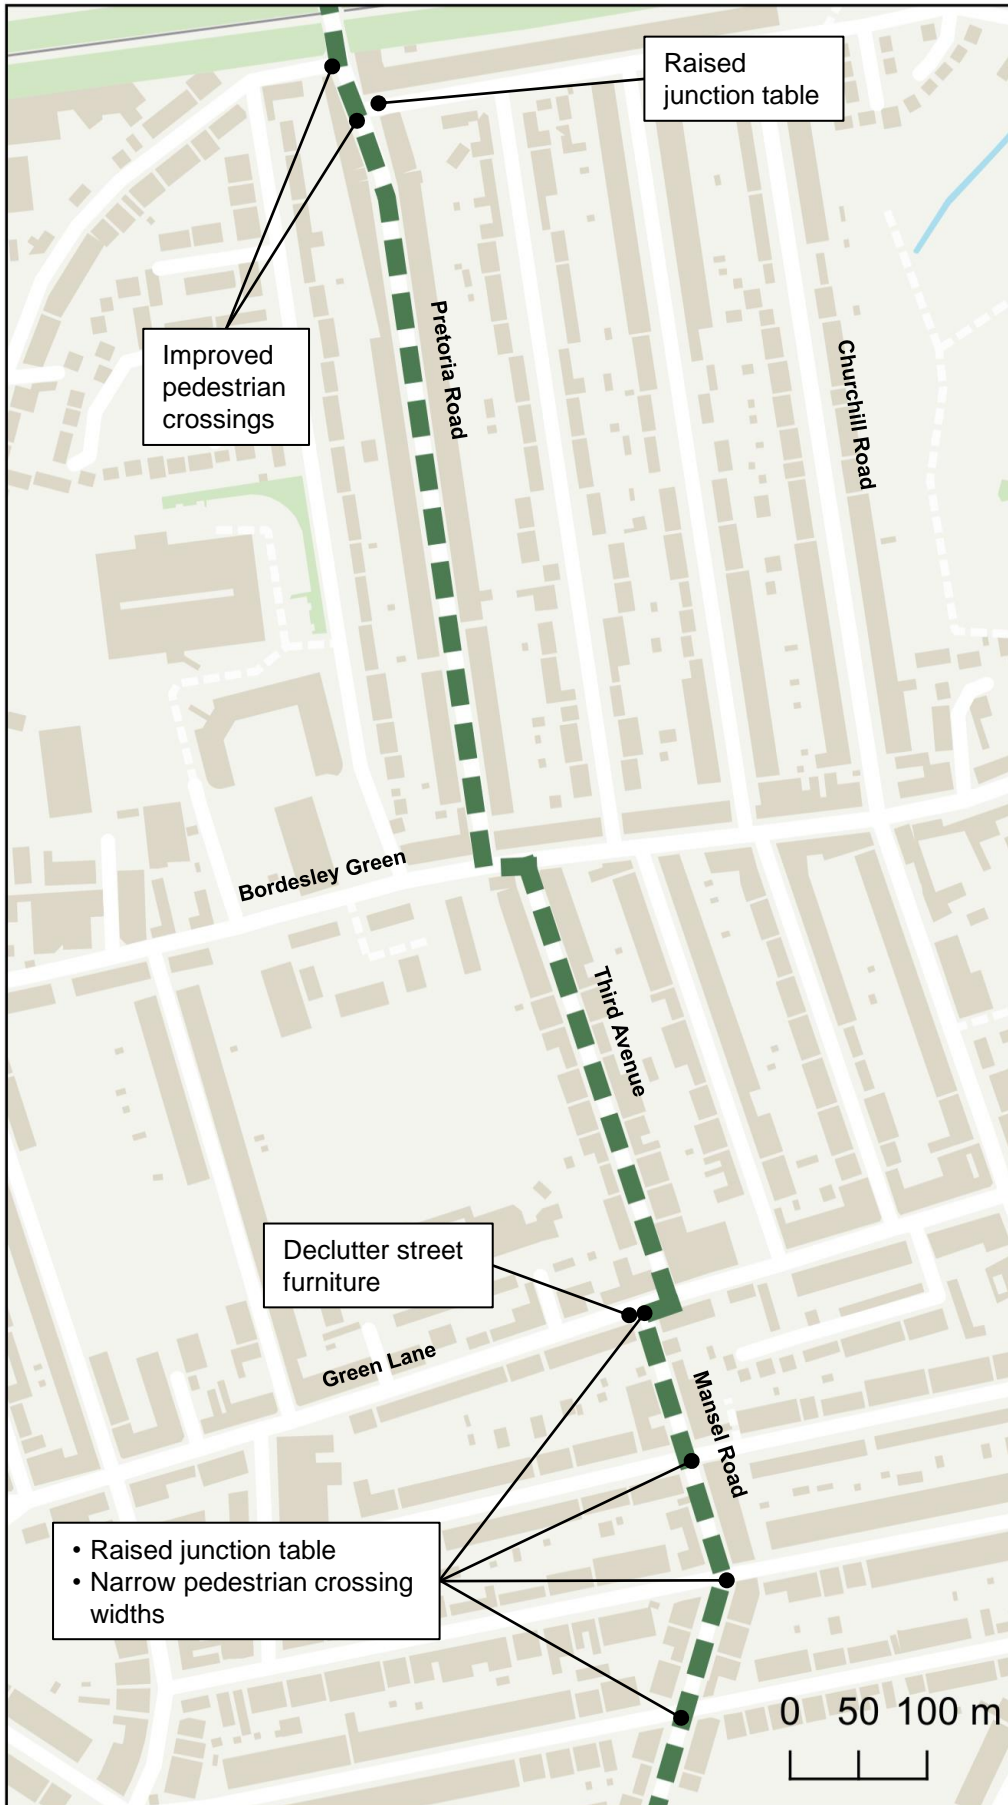 Raised
junction table
Improved
pedestrian
crossings
Pretoria Road
Churchill Road
Bordesley Green
Third Avenue
Declutter street
furniture
Green Lane
Mansel Road
• Raised junction table
• Narrow pedestrian crossing
widths
0 50 100 m